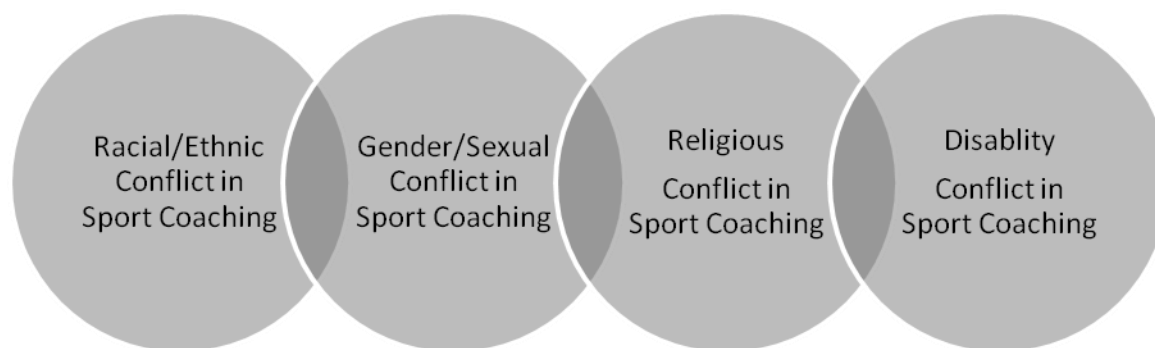 Racial/Ethnic
Conflict in
Sport Coaching
Gender/Sexual
Conflict in
Sport Coaching
Religious
Conflict in
Sport Coaching
Disablity
Conflict in
Sport Coaching